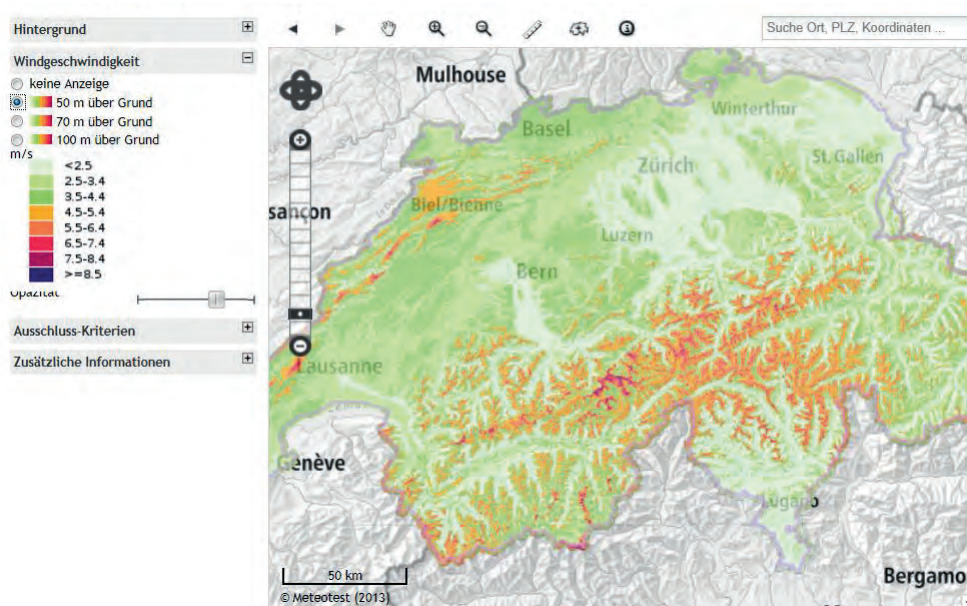 Hintergrund
Windgeschwindigkeit
keine Anzeige
50 m über Grund
70 m über Grund
100 m über Grund
m/s
<2.5
2.5-3.4
3.5-4.4
4.5-5.4
5.5-6.4
6.5-7.4
7.5-8.4
>=8.5
Opazität
Ausschluss-Kriterien
Zusätzliche Informationen
Suche Ort, PLZ, Koordinaten ...
Mulhouse
Winterthur
Basel
Zürich
St. Gallen
Biel/Bienne
sançon
Luzern
Bern
Lausanne
Genève
Lugano
Bergamo
50 km
© Meteotest (2013)